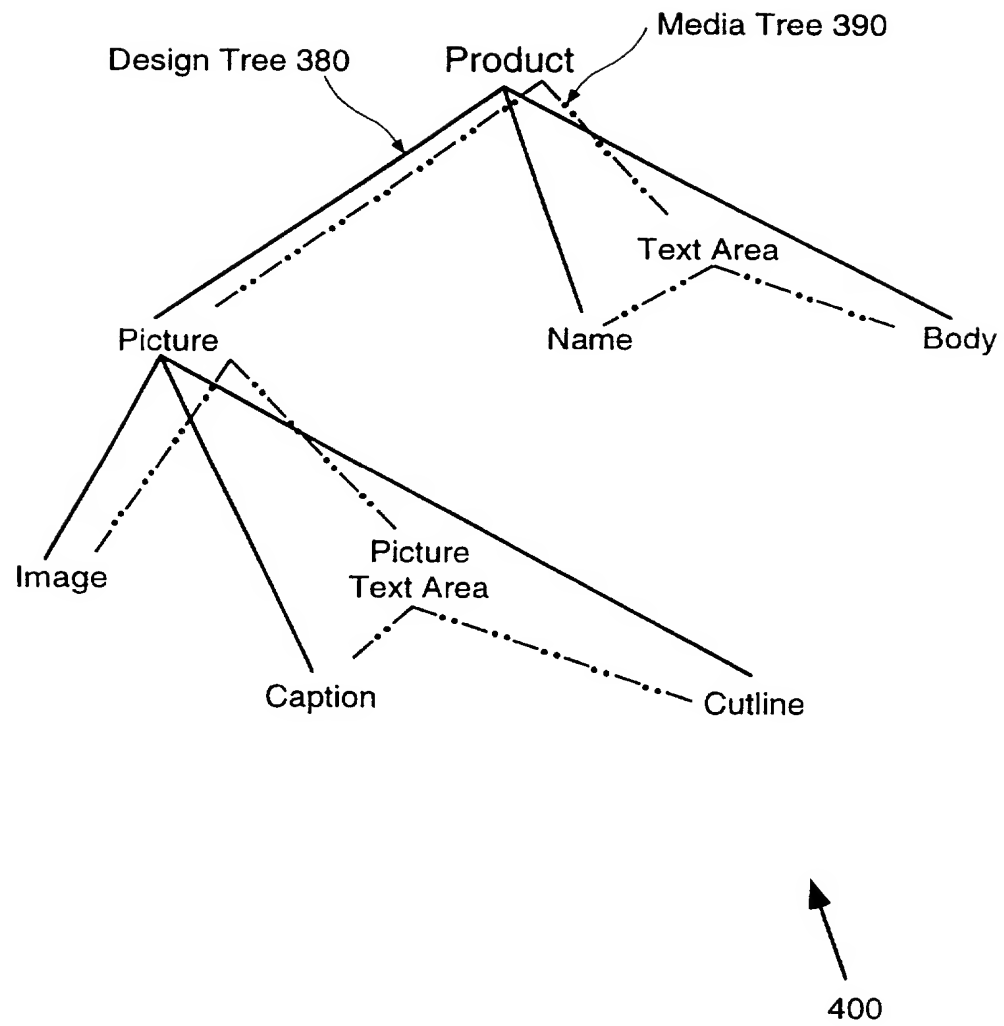 Media Tree 390
Design Tree 380
Product
Text Area
Picture
Name
Body
Picture
Text Area
Image
Caption
Cutline
400